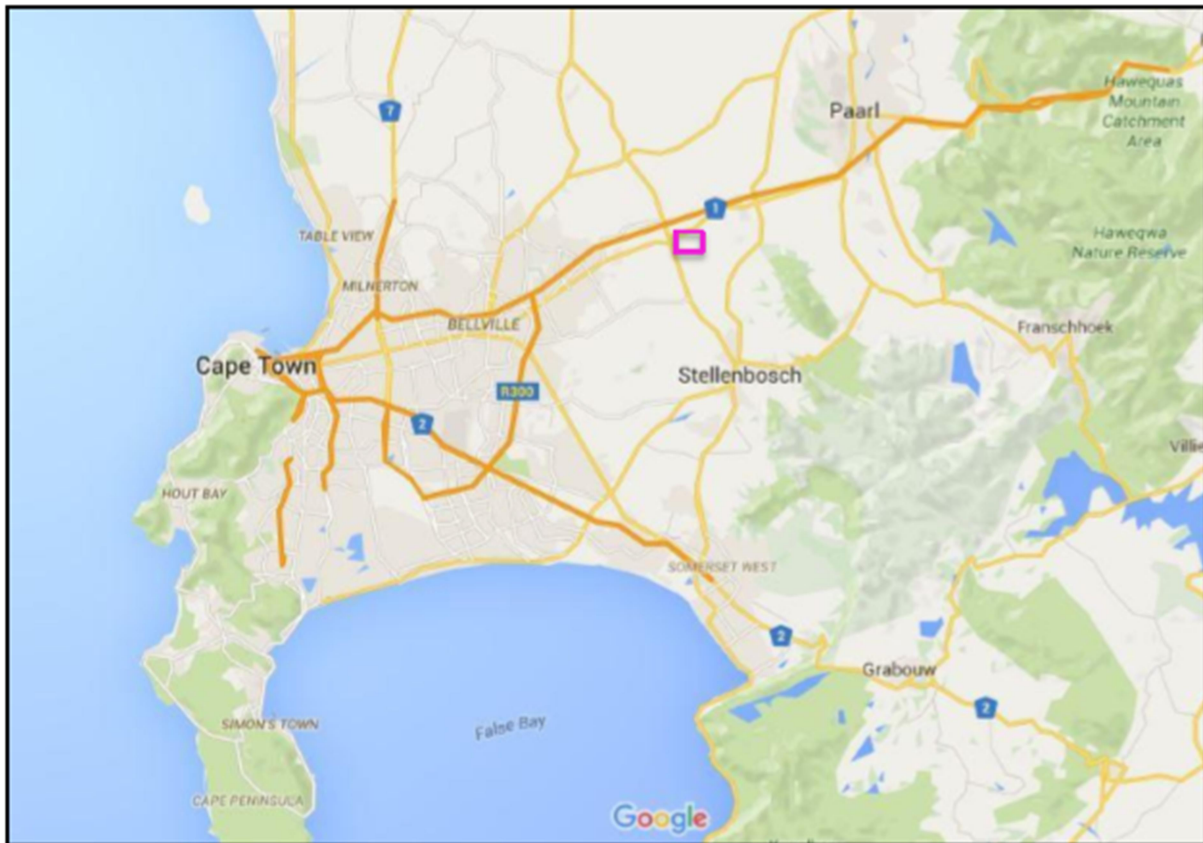 Hawequas
Mountain
Catchment
Area
7
Paarl
1
TABLE VIEW
Haweqwa
Nature Reserve
MILNERTON
BELLVILLE
Franschhoek
Cape Town
Stellenbosch
R300
2
Villie
HOUT BAY
SOMERSET WEST
2
Grabouw
2
SIMON'S TOWN
False Bay
CAPE PENINSULA
Google